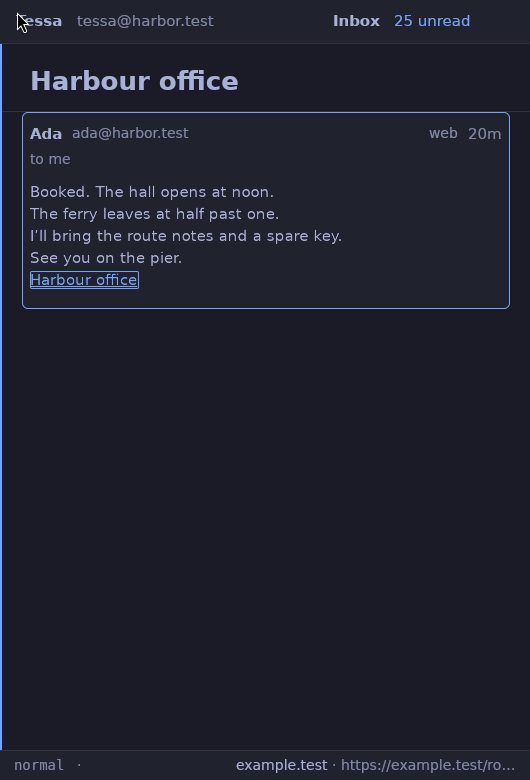 Tessa tessa@harbor.test Inbox 25 unread
Harbour office
Ada ada@harbor.test web 20m
to me
Booked. The hall opens at noon.
The ferry leaves at half past one.
I’ll bring the route notes and a spare key.
See you on the pier.
Harbour office
normal · example.test · https://example.test/ro…